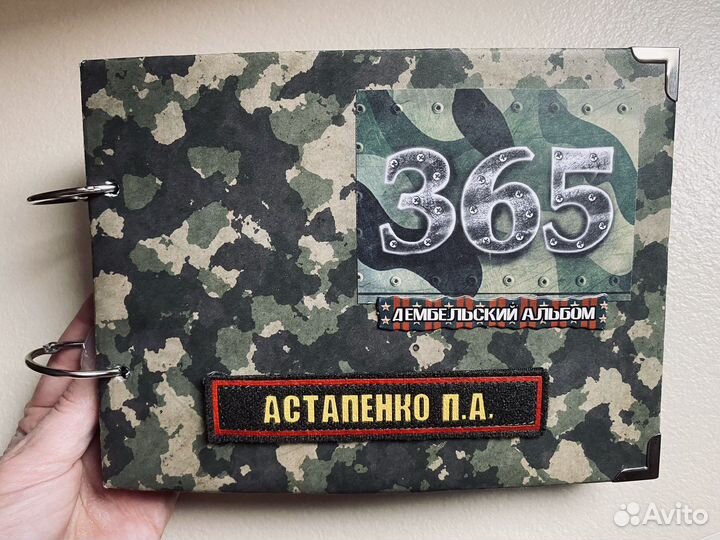 365
ДЕМБЕЛЬСКИЙ АЛЬБОМ
АСТАПЕНКО П.А.
Avito